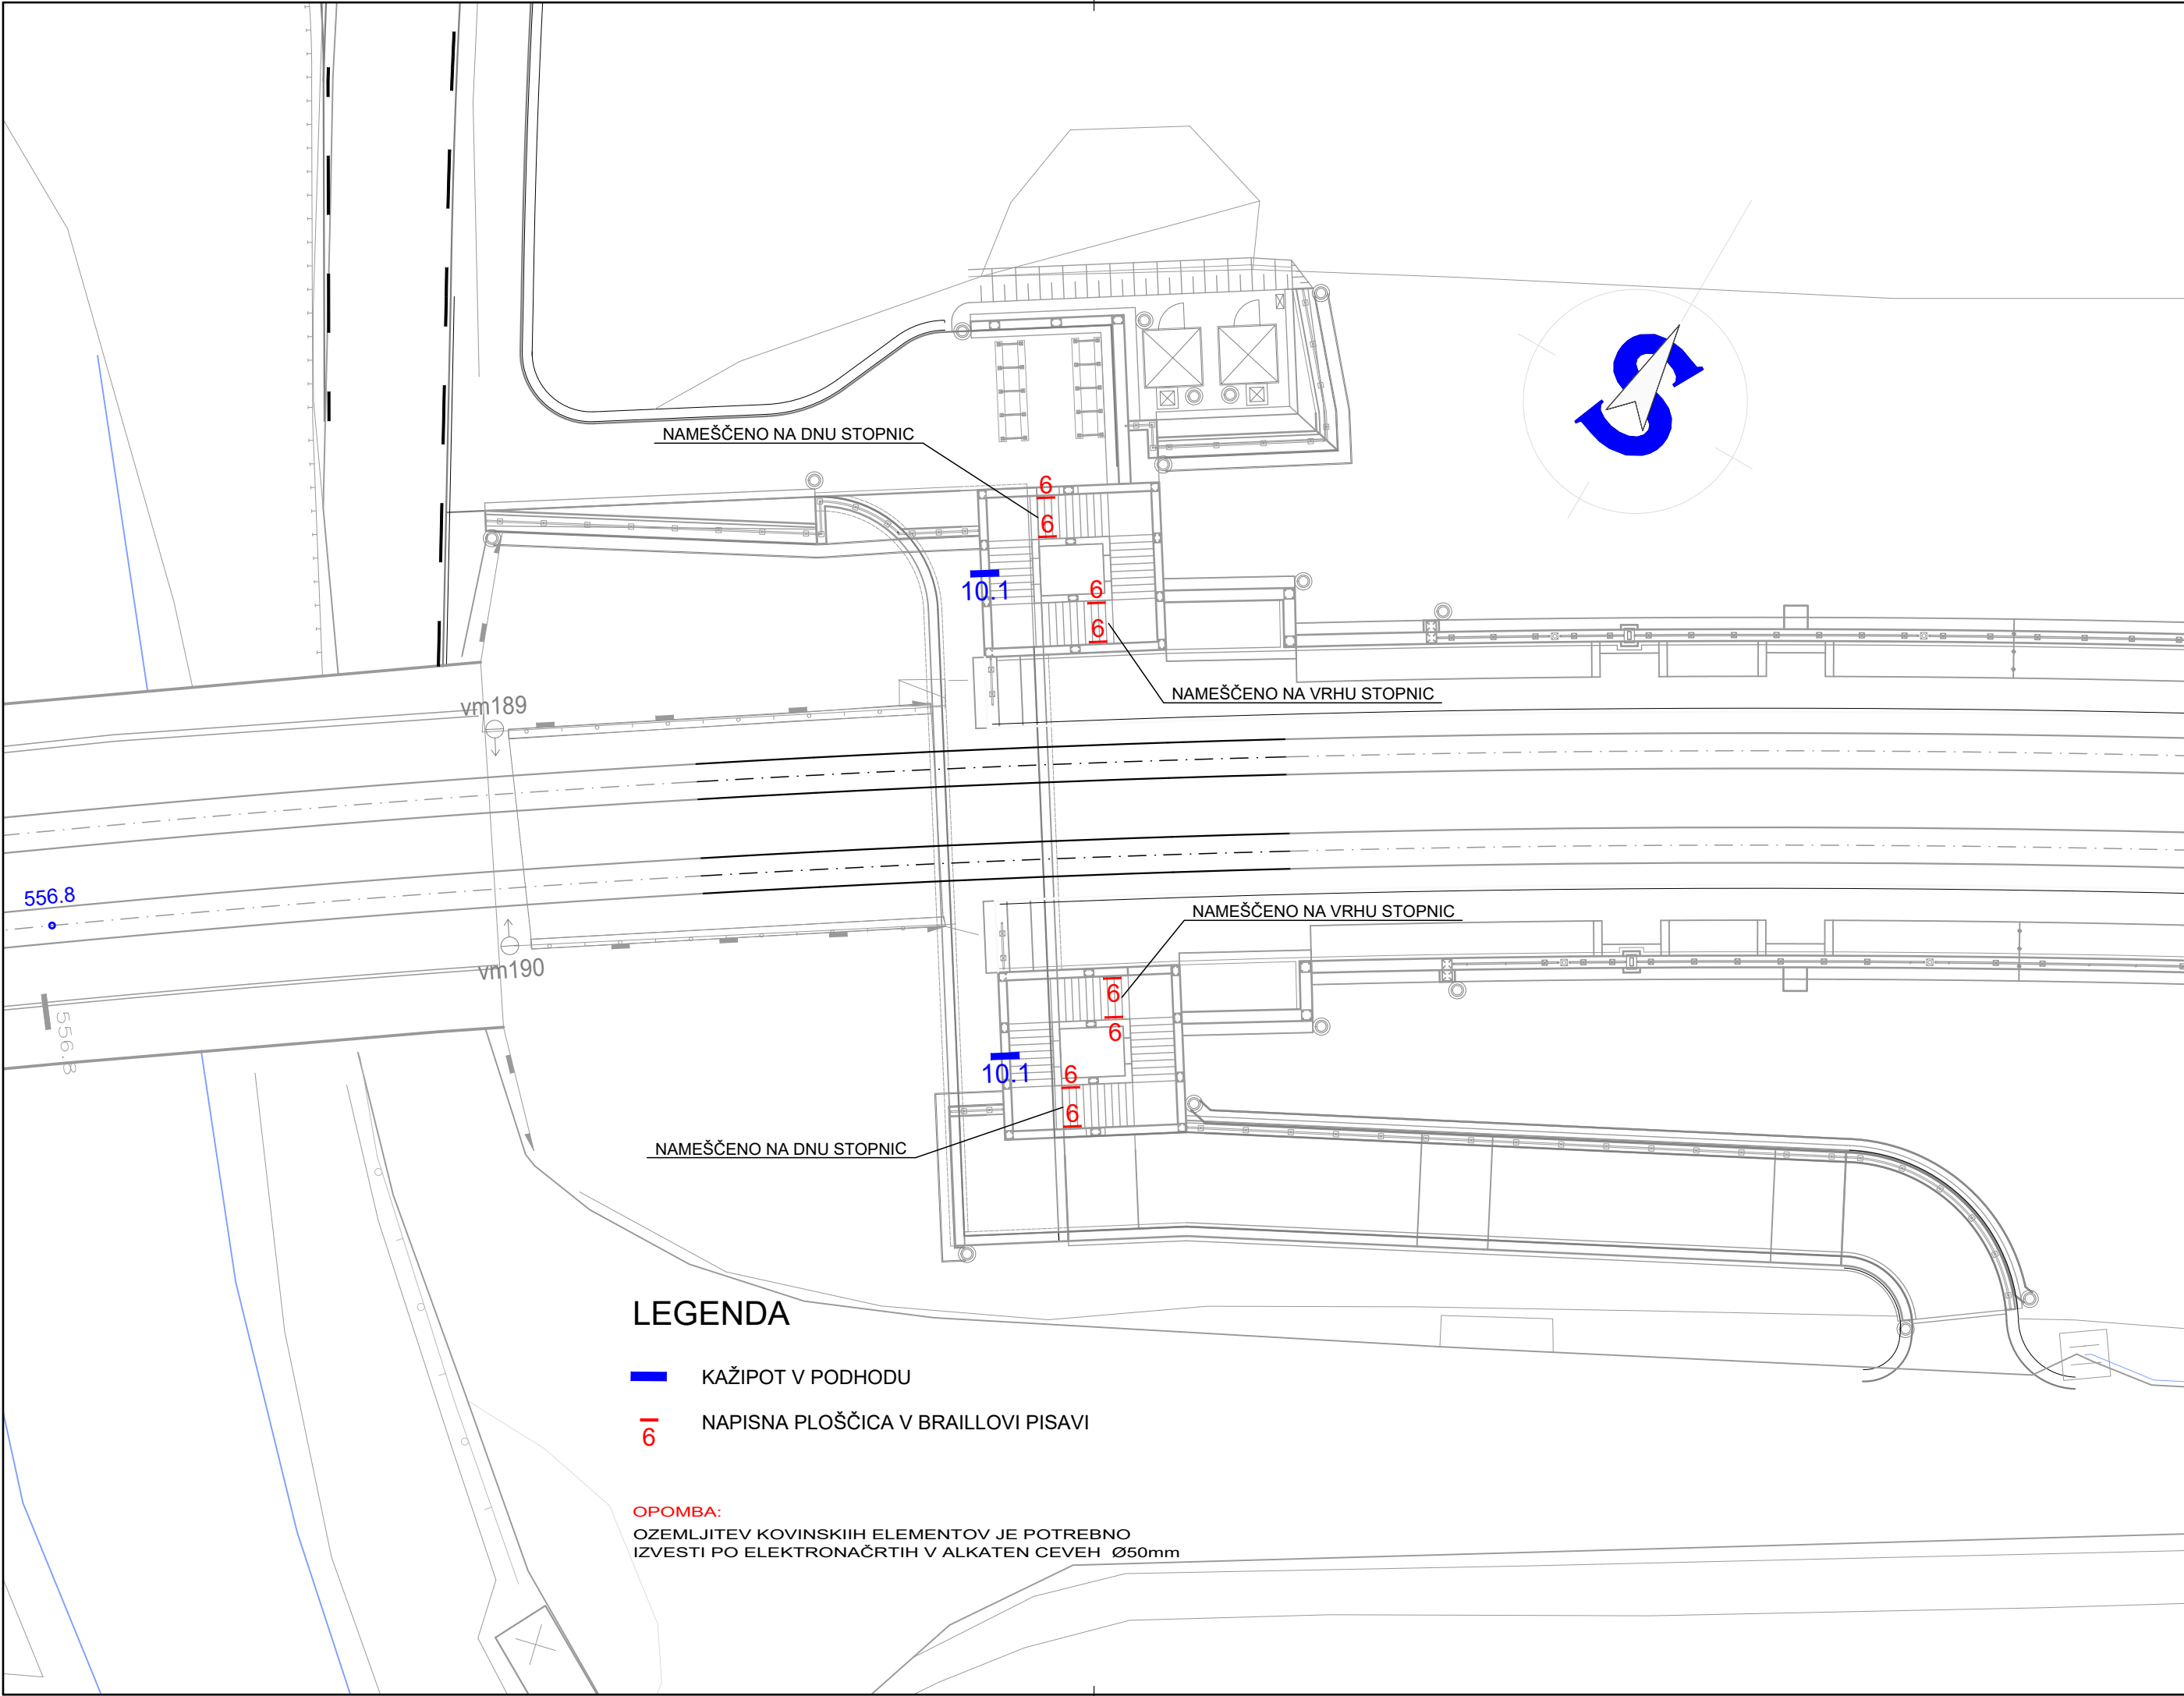 NAMEŠČENO NA DNU STOPNIC
6
6
10.1
6
6
NAMEŠČENO NA VRHU STOPNIC
S
vm189
556.8
NAMEŠČENO NA VRHU STOPNIC
vm190
6
6
556.8
10.1
6
6
NAMEŠČENO NA DNU STOPNIC
LEGENDA
KAŽIPOT V PODHODU
6 NAPISNA PLOŠČICA V BRAILLOVI PISAVI
OPOMBA:
OZEMLJITEV KOVINSKIIH ELEMENTOV JE POTREBNO
IZVESTI PO ELEKTRONAČRTIH V ALKATEN CEVEH Ø50mm